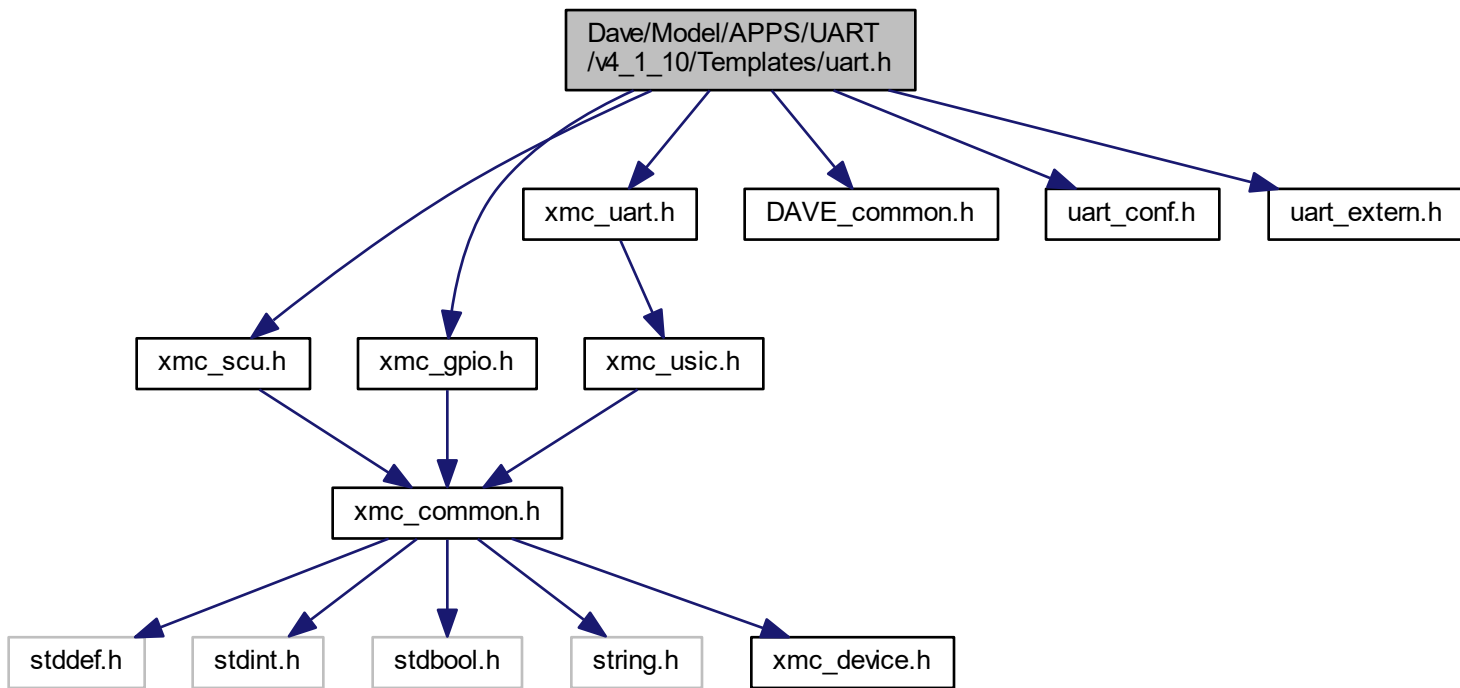 Dave/Model/APPS/UART
/v4_1_10/Templates/uart.h
xmc_uart.h
DAVE_common.h
uart_conf.h
uart_extern.h
xmc_scu.h
xmc_gpio.h
xmc_usic.h
xmc_common.h
stddef.h
stdint.h
stdbool.h
string.h
xmc_device.h